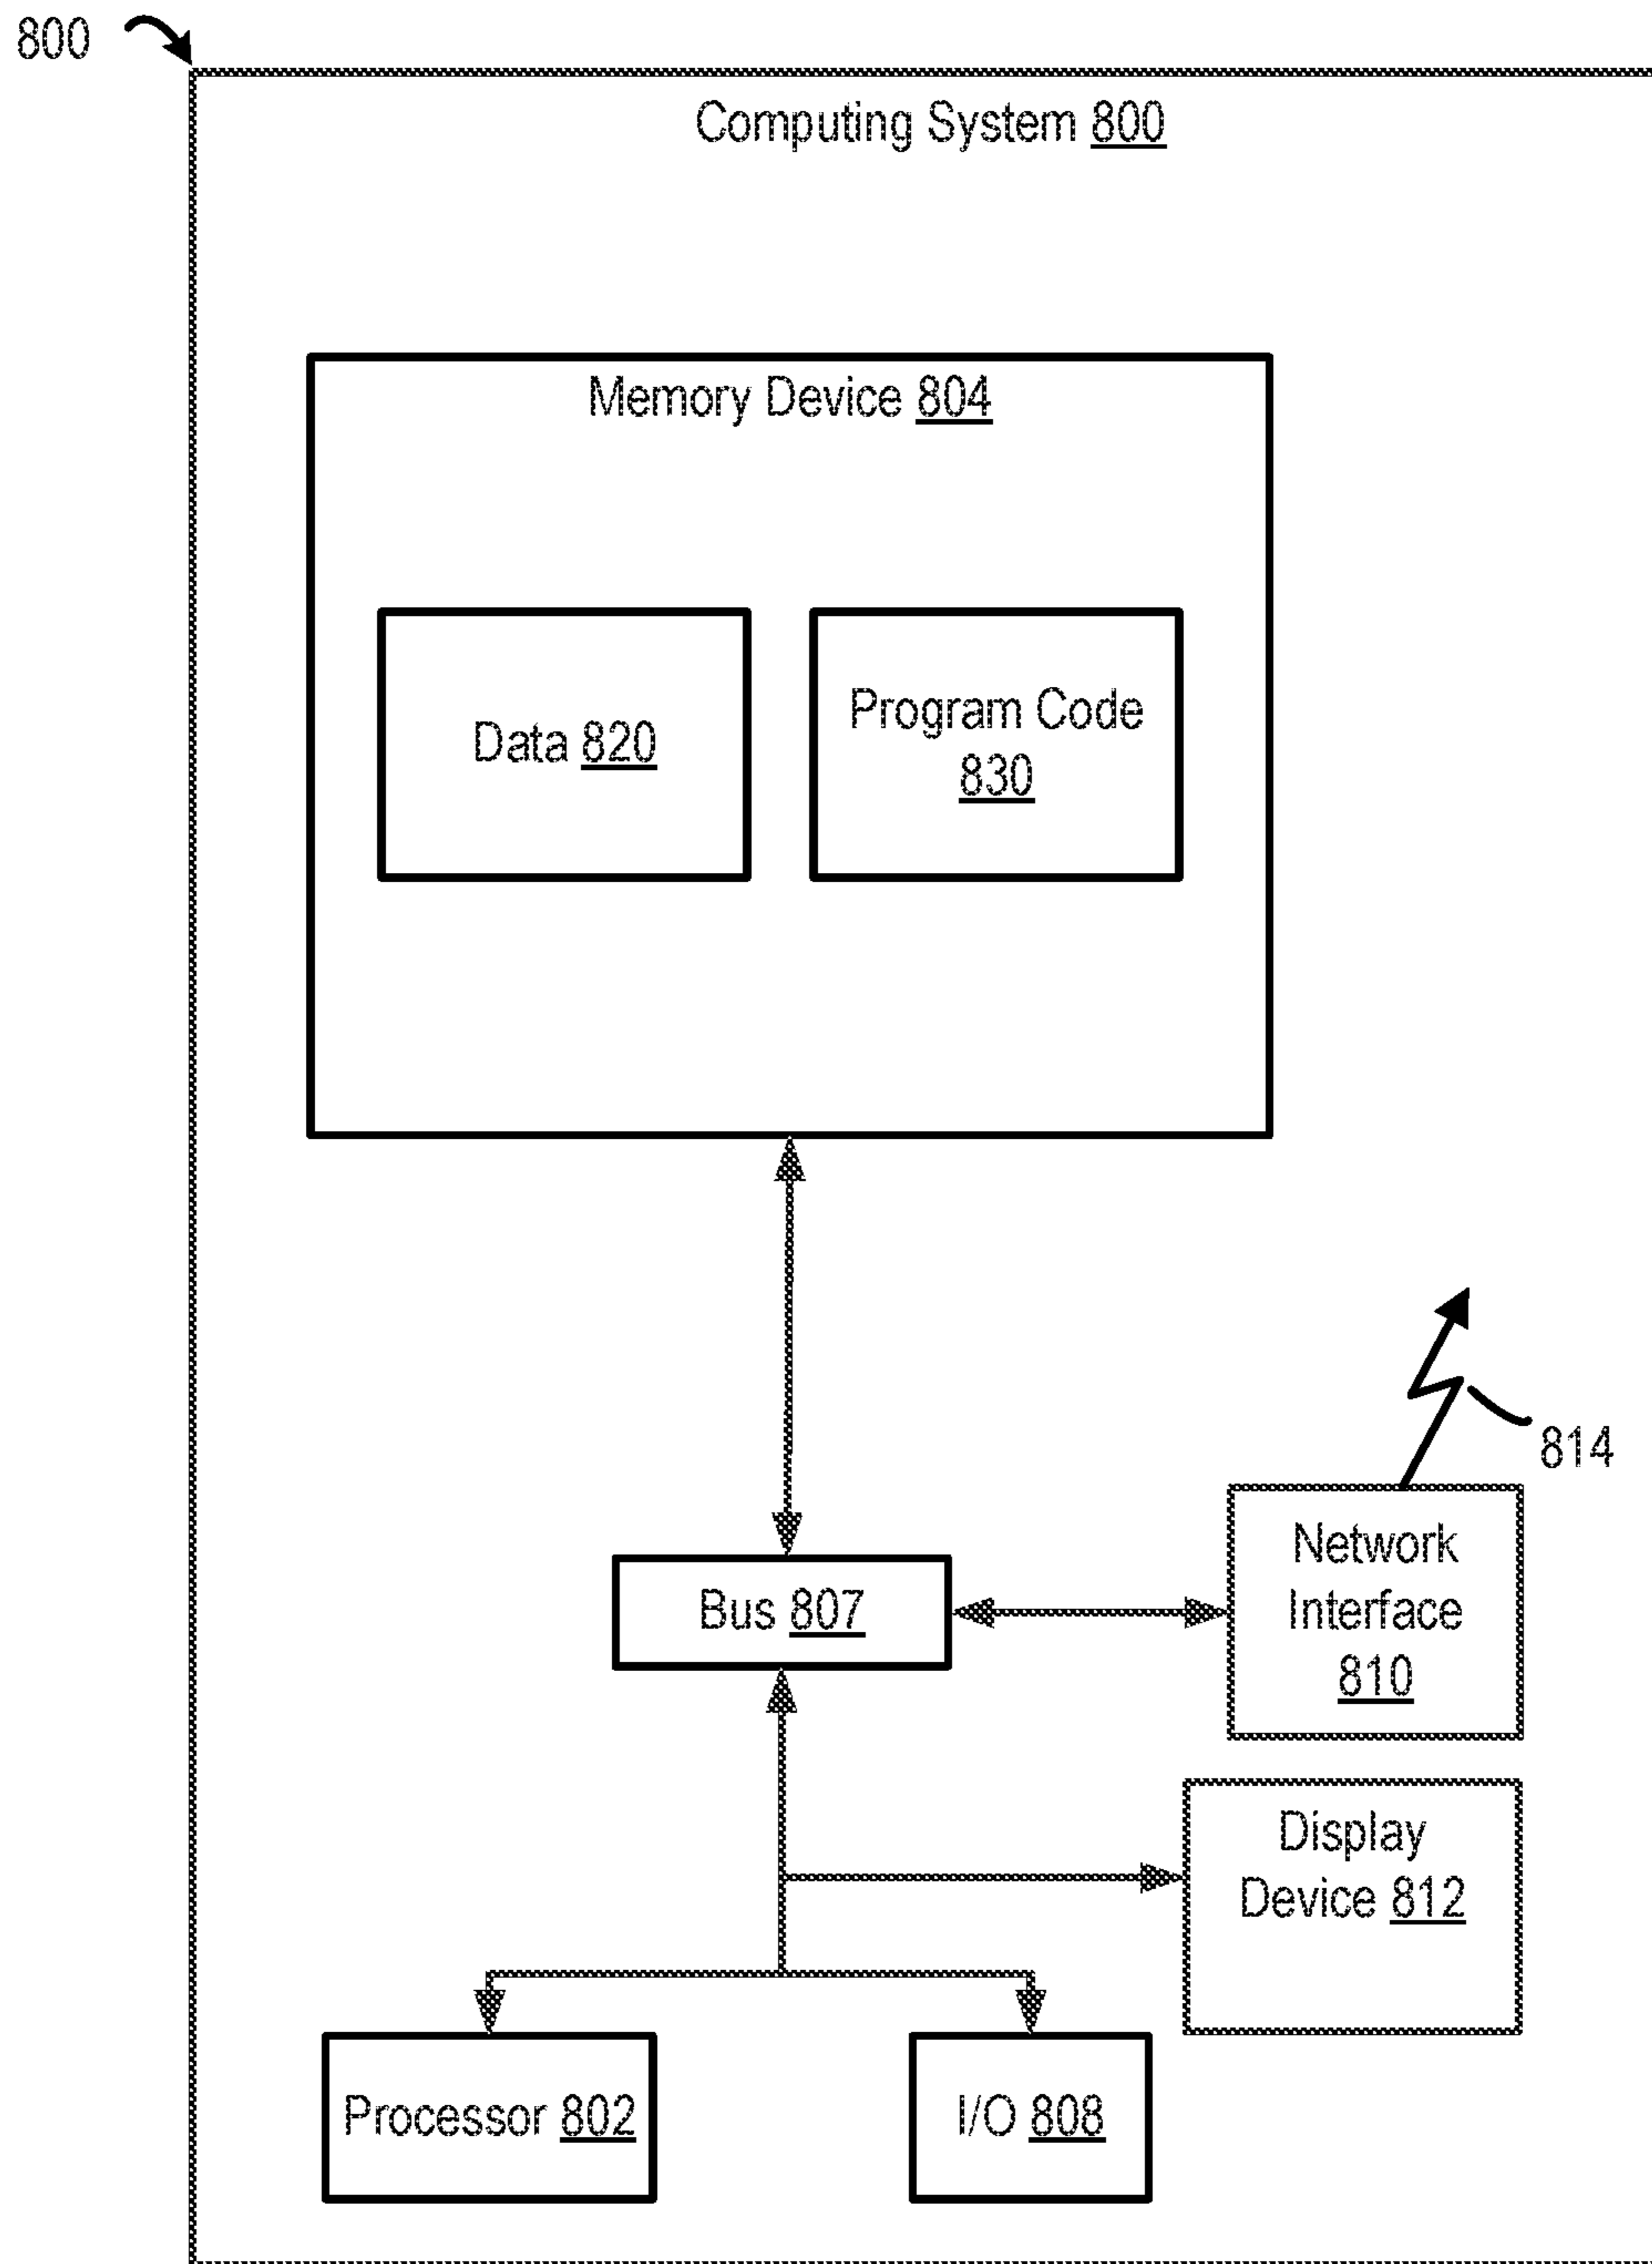 800
Computing System 800
Memory Device 804
Data 820
Program Code
830
814
Network
Interface
810
Bus 807
Display
Device 812
Processor 802
I/O 808